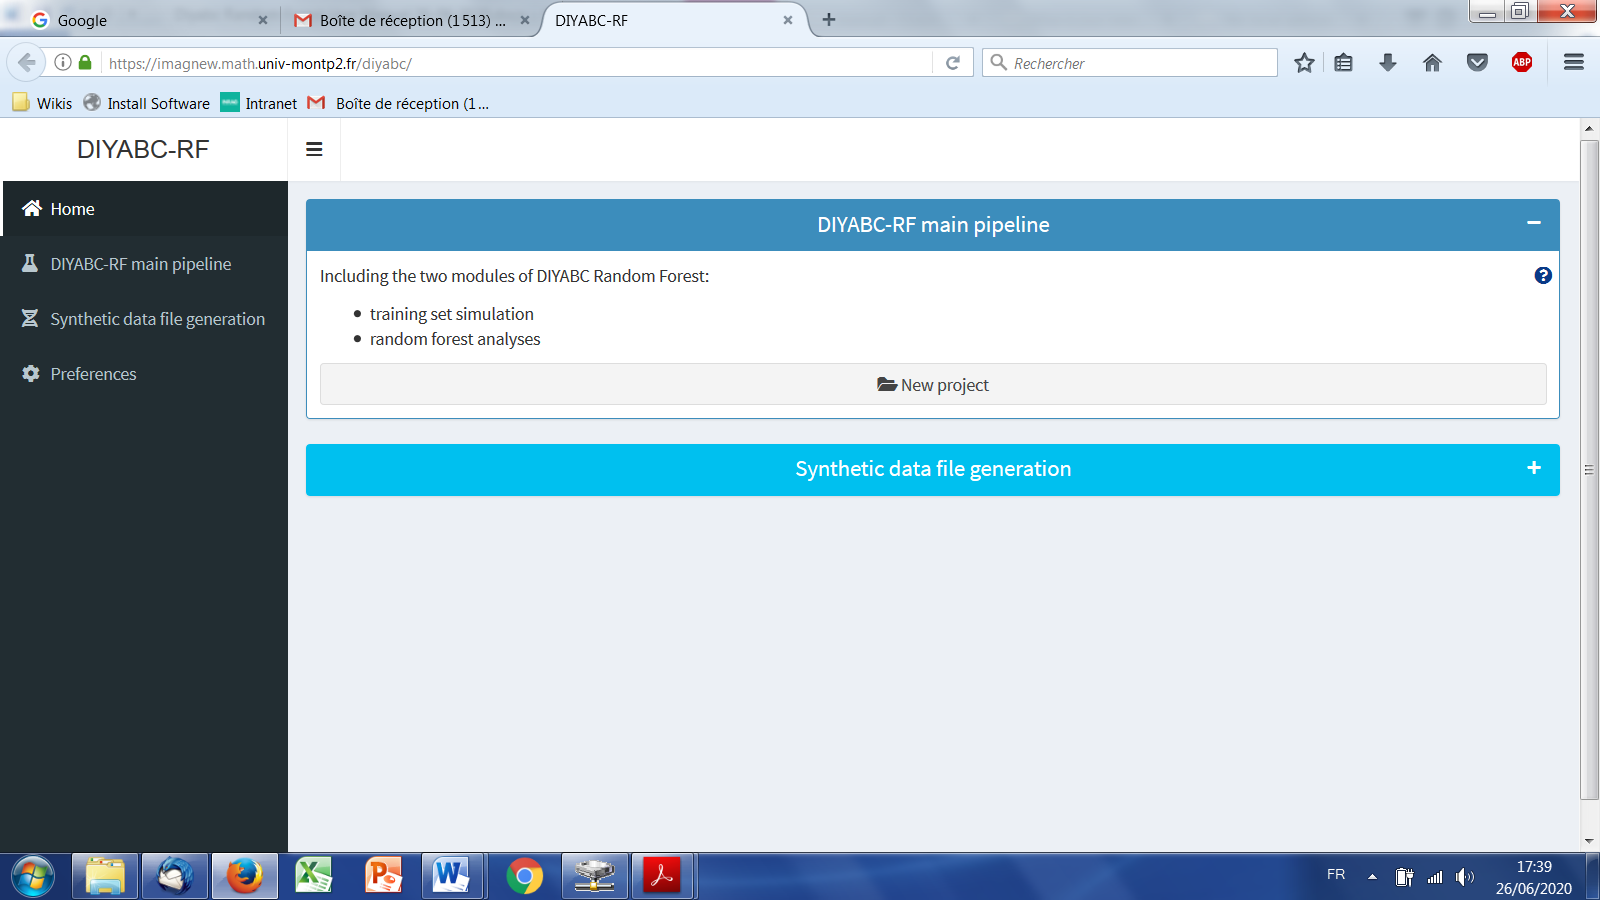 Google
Boîte de réception (1 513) ...
DIYABC-RF
https://imagnew.math.univ-montp2.fr/diyabc/
Rechercher
ABP
Wikis
Install Software
Intranet
Boîte de réception (1...
DIYABC-RF
Home
DIYABC-RF main pipeline
Synthetic data file generation
Preferences
DIYABC-RF main pipeline
Including the two modules of DIYABC Random Forest:
training set simulation
random forest analyses
New project
Synthetic data file generation
FR
17:39
26/06/2020